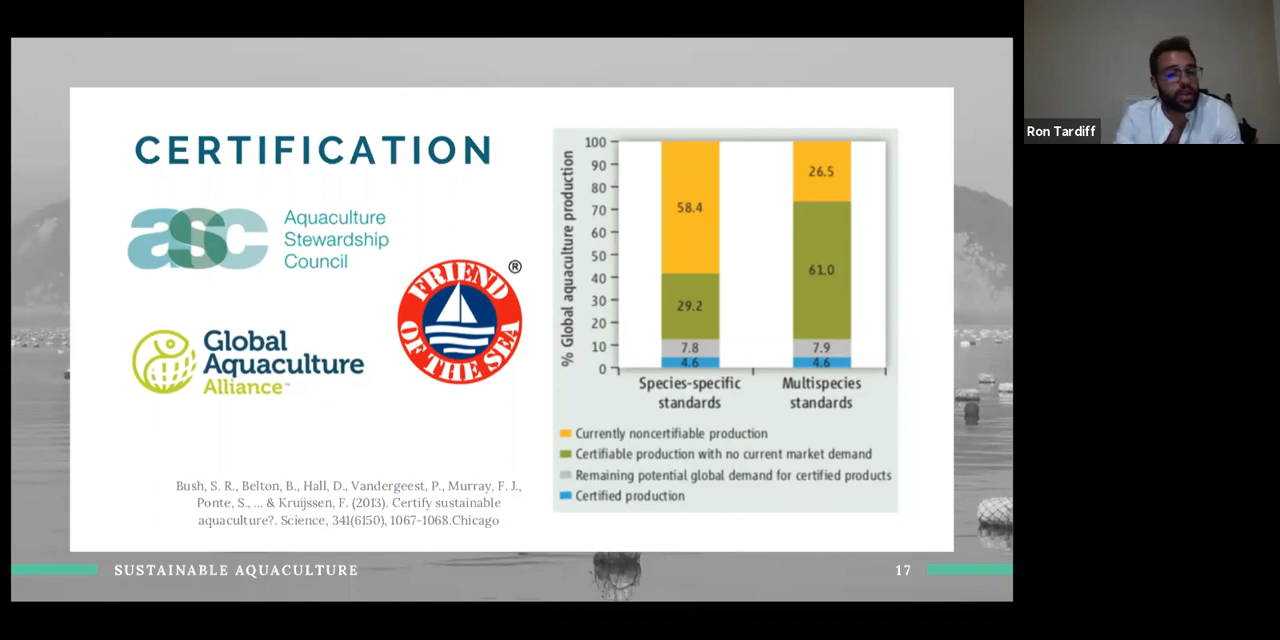 CERTIFICATION
asc
Aquaculture
Stewardship
Council
FRIEND
OF THE SEA
®
Global
Aquaculture
Alliance™
Bush, S. R., Belton, B., Hall, D., Vandergeest, P., Murray, F. J.,
Ponte, S., ... & Kruijssen, F. (2013). Certify sustainable
aquaculture?. Science, 341(6150), 1067-1068.Chicago
% Global aquaculture production
100
90
80
70
60
50
40
30
20
10
0
58.4
29.2
7.8
4.6
26.5
61.0
7.9
4.6
Species-specific
standards
Multispecies
standards
Currently noncertifiable production
Certifiable production with no current market demand
Remaining potential global demand for certified products
Certified production
SUSTAINABLE AQUACULTURE
17
Ron Tardiff